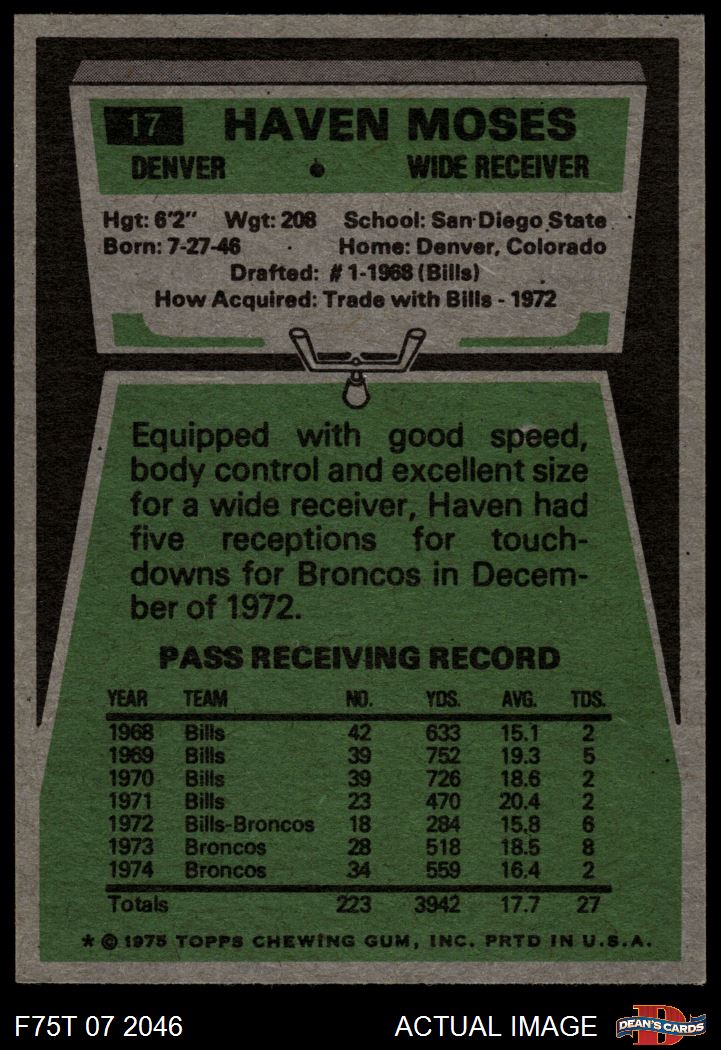 17 HAVEN MOSES
DENVER • WIDE RECEIVER
Hgt: 6'2" Wgt: 208 School: San Diego State
Born: 7-27-46 Home: Denver, Colorado
Drafted: #1-1968 (Bills)
How Acquired: Trade with Bills - 1972
Equipped with good speed,
body control and excellent size
for a wide receiver, Haven had
five receptions for touch-
downs for Broncos in Decem-
ber of 1972.
PASS RECEIVING RECORD
YEAR TEAM NO. YDS. AVG. TDS.
1968 Bills 42 633 15.1 2
1969 Bills 39 752 19.3 5
1970 Bills 39 726 18.6 2
1971 Bills 23 470 20.4 2
1972 Bills-Broncos 18 284 15.8 6
1973 Broncos 28 518 18.5 8
1974 Broncos 34 559 16.4 2
Totals 223 3942 17.7 27
* © 1975 TOPPS CHEWING GUM, INC. PRTD IN U.S.A.
F75T 07 2046 ACTUAL IMAGE D DEAN'S CARDS